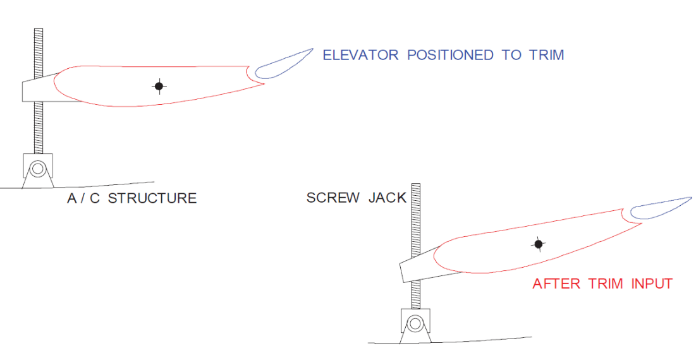 ELEVATOR POSITIONED TO TRIM
A / C STRUCTURE
SCREW JACK
AFTER TRIM INPUT